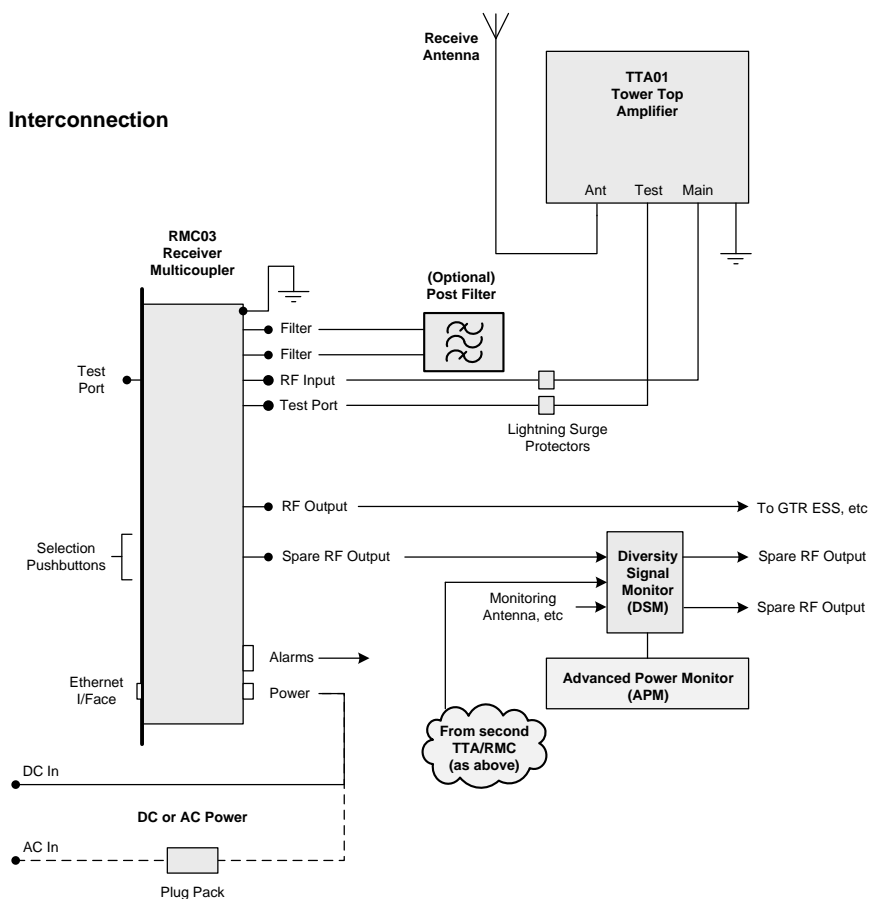 Receive
Antenna
TTA01
Tower Top
Amplifier
Interconnection
Ant Test Main
RMC03
Receiver
Multicoupler
(Optional)
Post Filter
Filter
Filter
Test
Port
RF Input
Test Port
Lightning Surge
Protectors
RF Output
To GTR ESS, etc
Selection
Pushbuttons
Spare RF Output
Diversity
Signal
Monitor
(DSM)
Spare RF Output
Monitoring
Antenna, etc
Spare RF Output
Alarms
Ethernet
I/Face
Power
Advanced Power Monitor
(APM)
From second
TTA/RMC
(as above)
DC In
DC or AC Power
AC In
Plug Pack